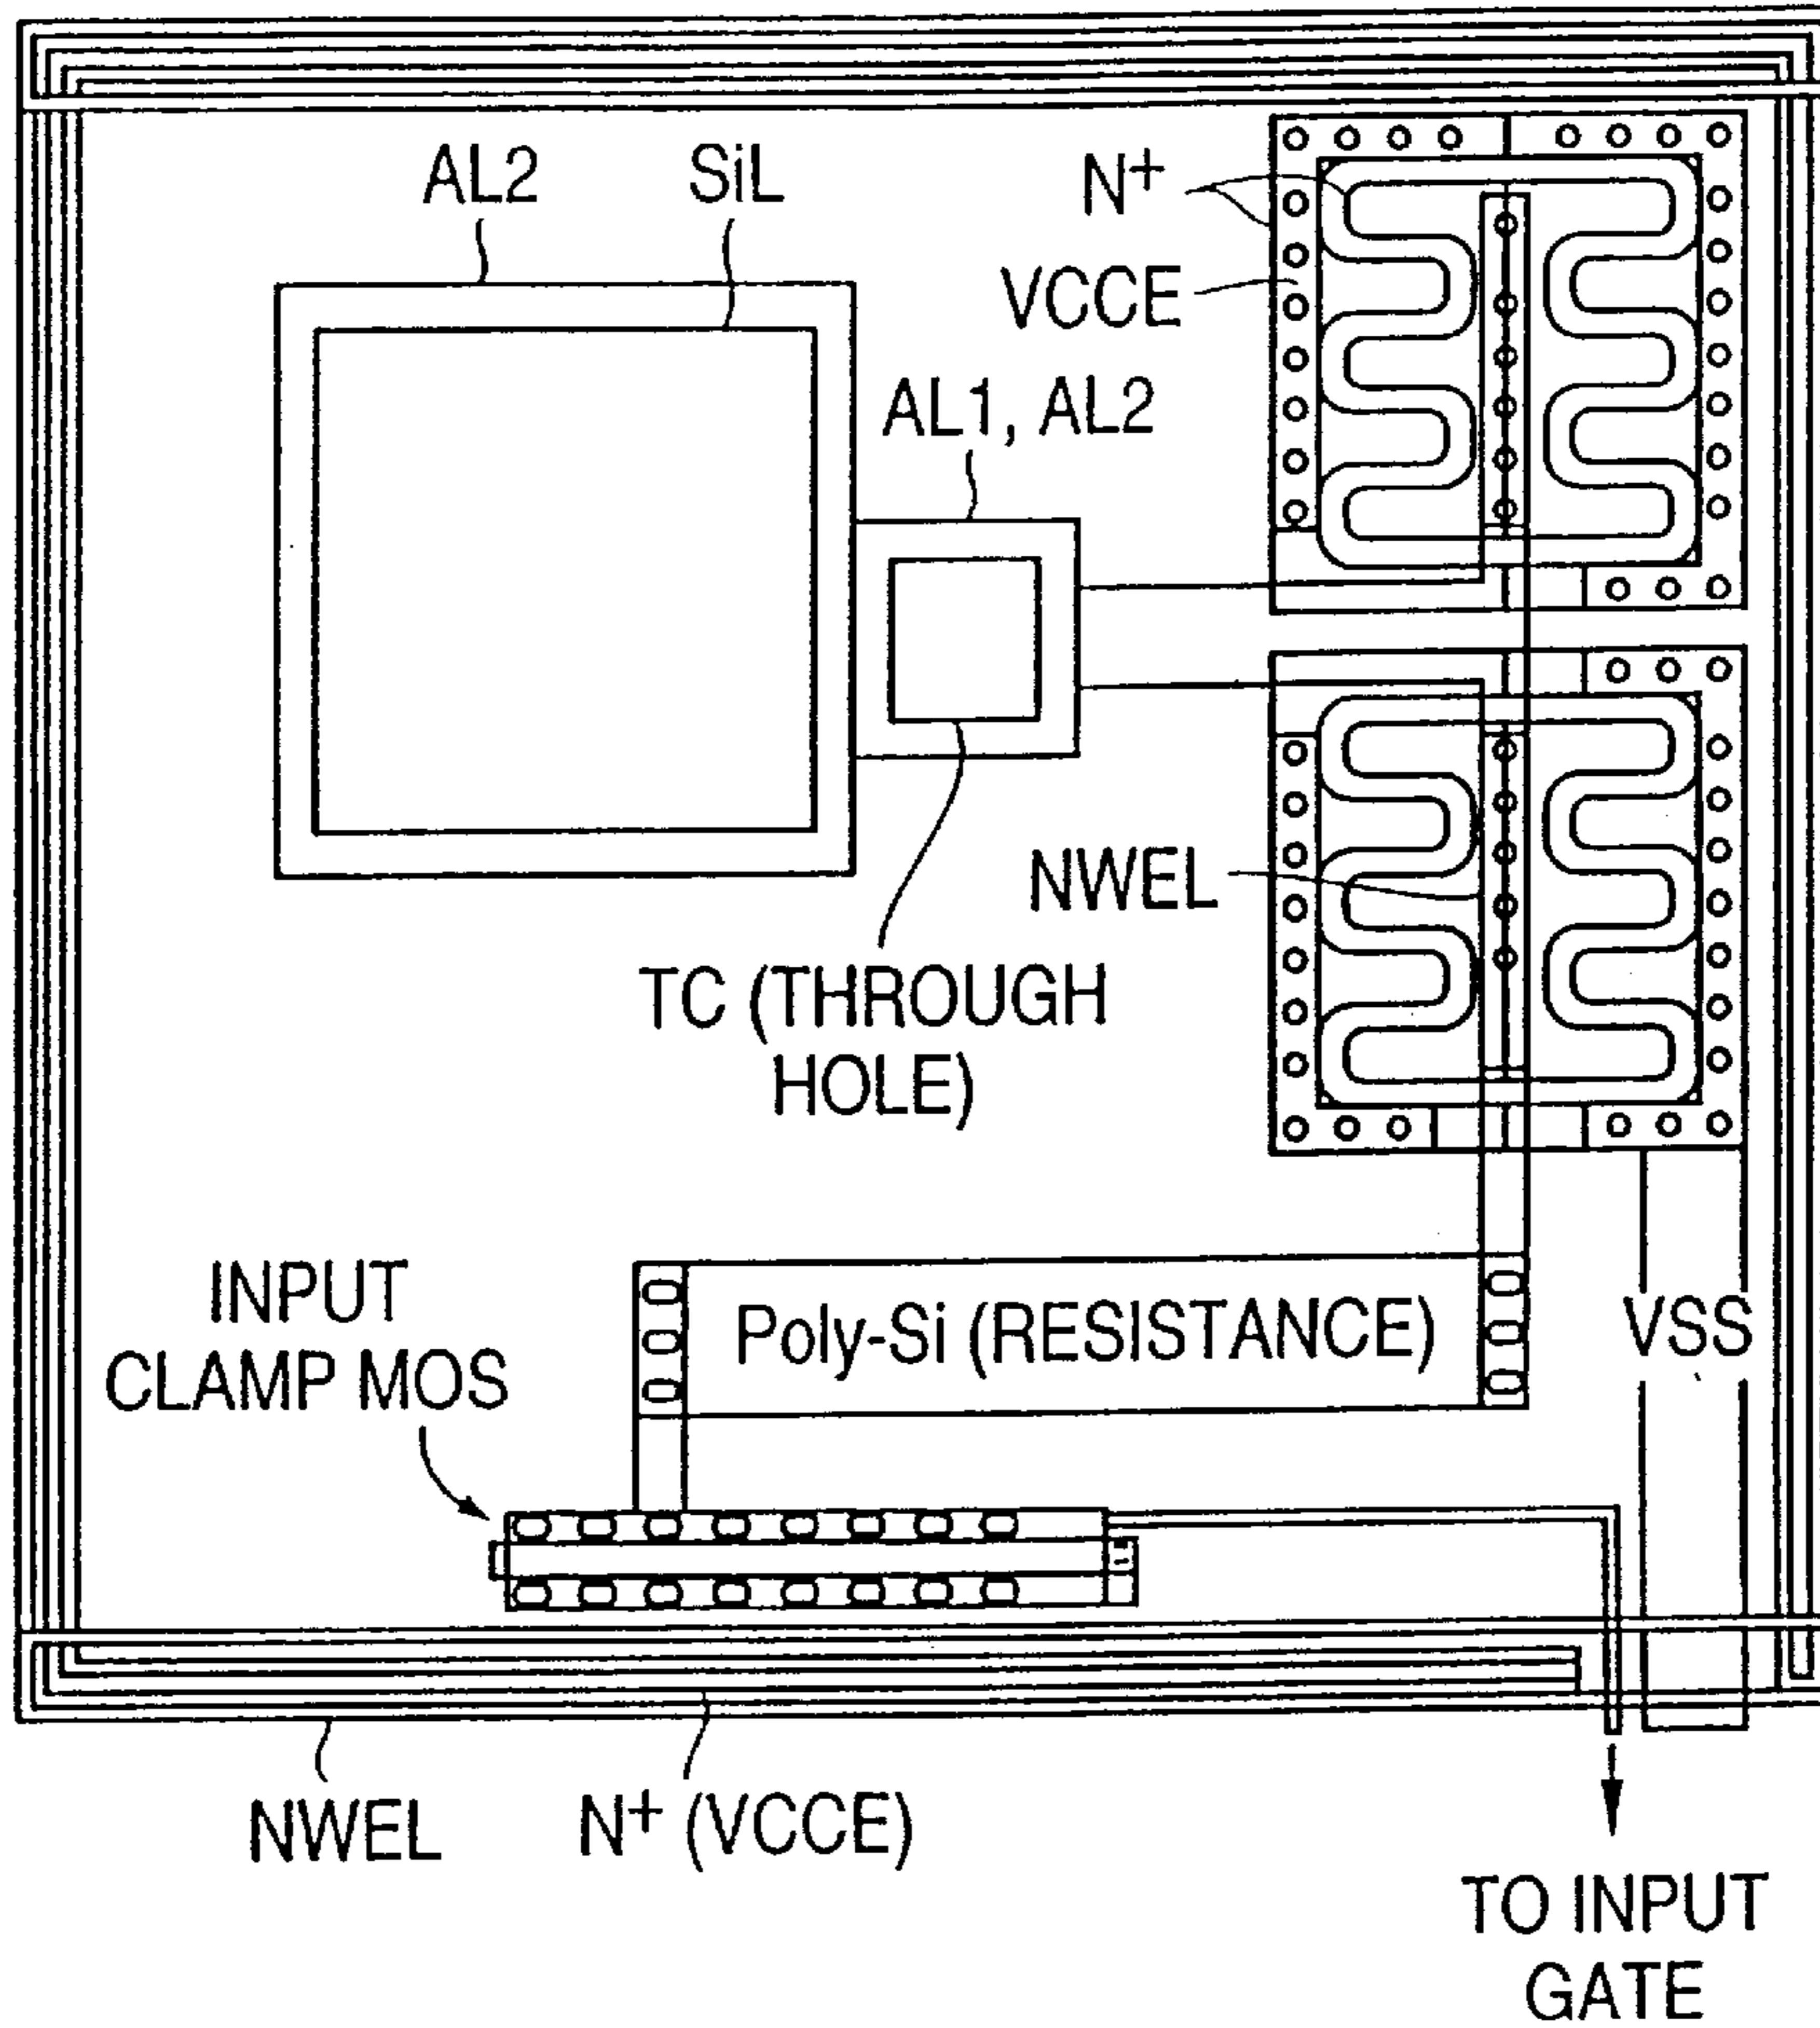 AL2
SiL
N+
VCCE
AL1, AL2
NWEL
TC (THROUGH
HOLE)
INPUT
CLAMP MOS
Poly-Si (RESISTANCE)
VSS
NWEL
N+ (VCCE)
TO INPUT
GATE